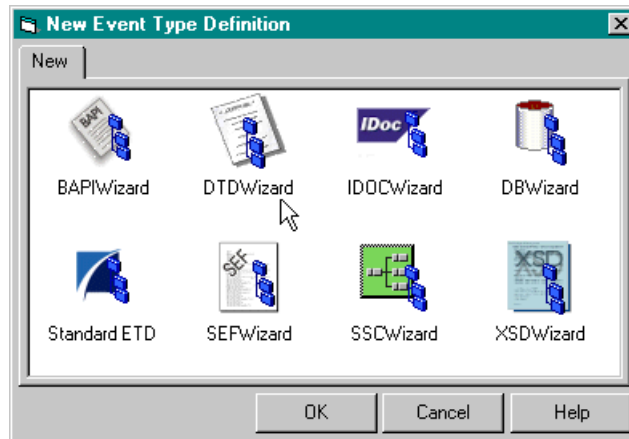 New Event Type Definition
New
BAPI
IDoc
BAPIWizard DTDWizard IDOCWizard DBWizard
SEF
XSD
Standard ETD SEFWizard SSCWizard XSDWizard
OK Cancel Help